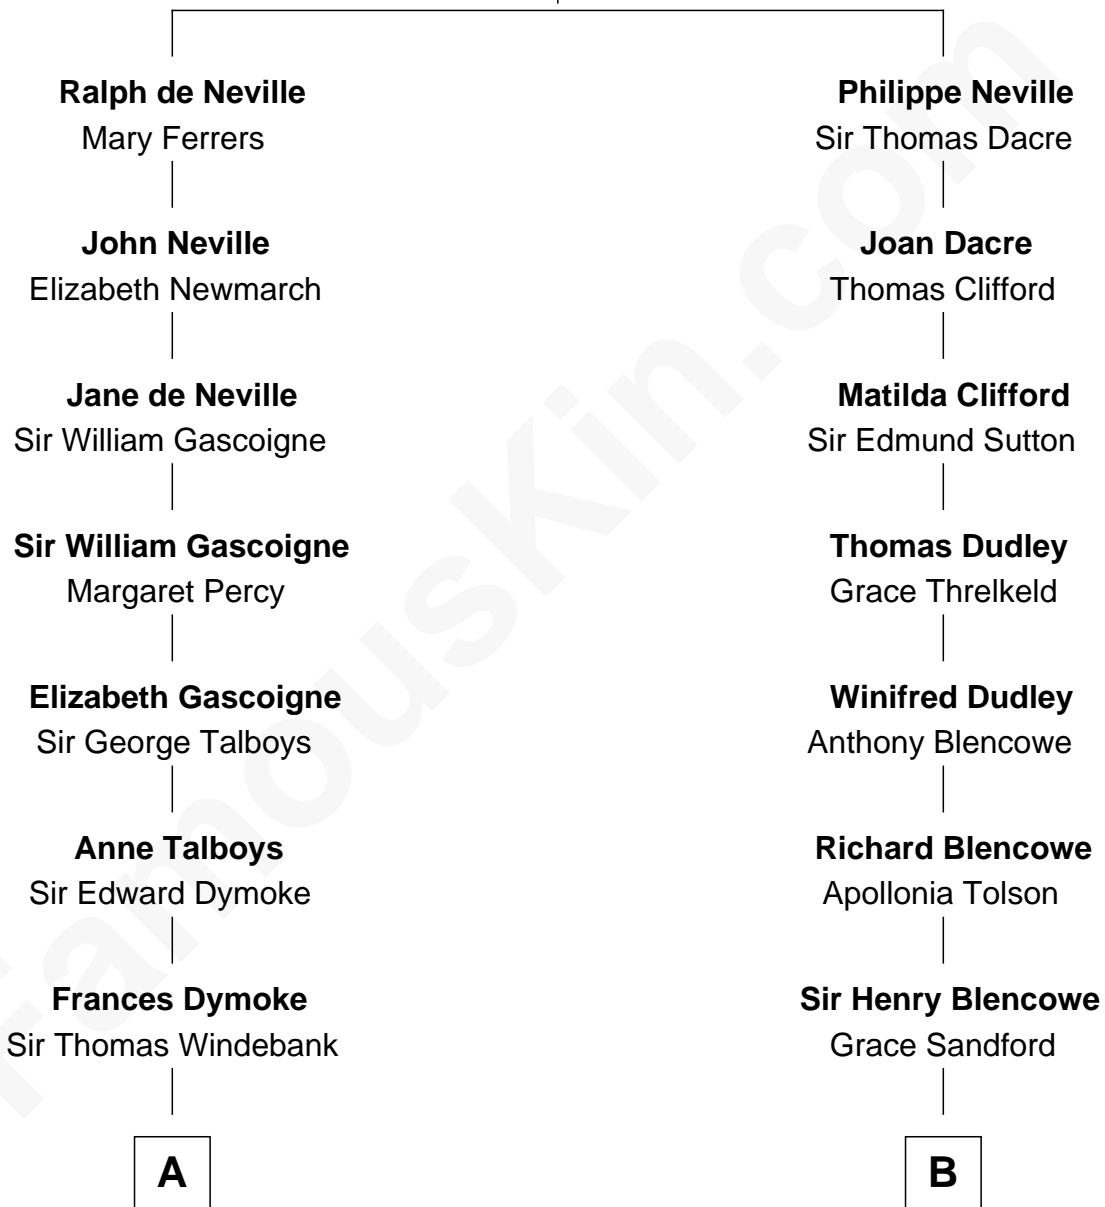 Ralph de Neville
Mary Ferrers
Philippe Neville
Sir Thomas Dacre
John Neville
Elizabeth Newmarch
Joan Dacre
Thomas Clifford
Jane de Neville
Sir William Gascoigne
Matilda Clifford
Sir Edmund Sutton
Sir William Gascoigne
Margaret Percy
Thomas Dudley
Grace Threlkeld
Elizabeth Gascoigne
Sir George Talboys
Winifred Dudley
Anthony Blencowe
Anne Talboys
Sir Edward Dymoke
Richard Blencowe
Apollonia Tolson
Frances Dymoke
Sir Thomas Windebank
Sir Henry Blencowe
Grace Sandford
A
B
FamousKin.com